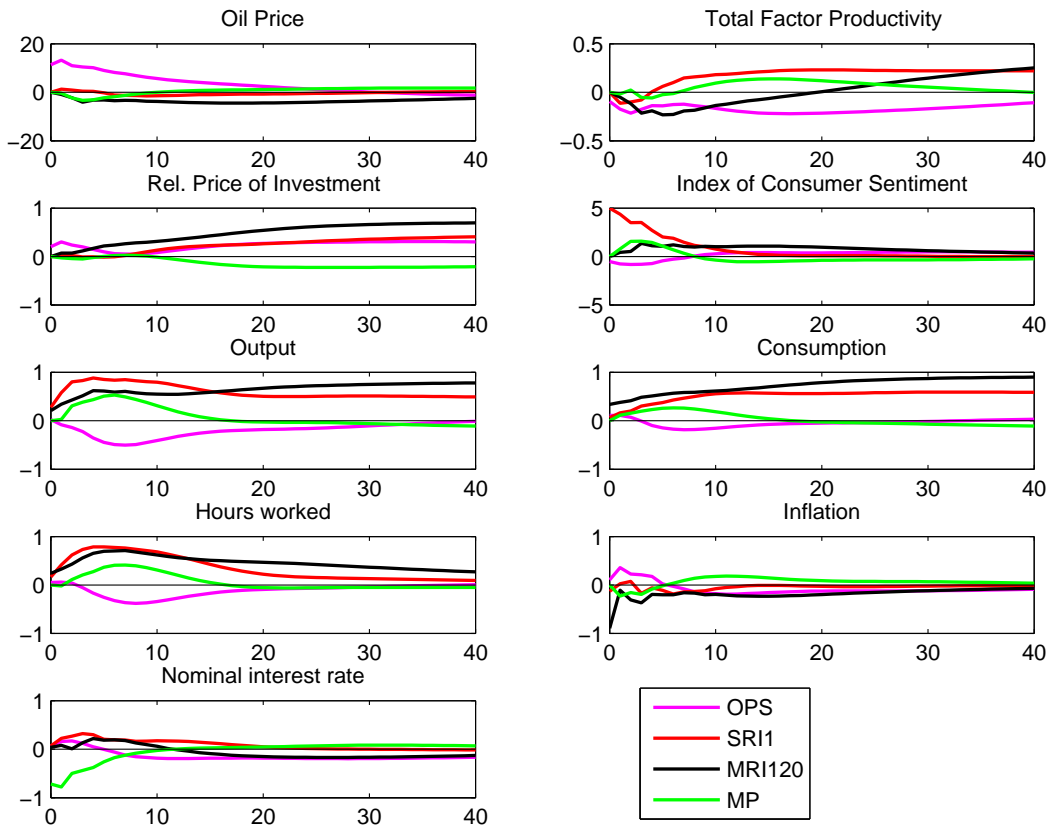 Oil Price
20
0
−20
0 10 20 30 40
Total Factor Productivity
0.5
0
−0.5
0 10 20 30 40
Rel. Price of Investment
1
0
−1
0 10 20 30 40
Index of Consumer Sentiment
5
0
−5
0 10 20 30 40
Output
1
0
−1
0 10 20 30 40
Consumption
1
0
−1
0 10 20 30 40
Hours worked
1
0
−1
0 10 20 30 40
Inflation
1
0
−1
0 10 20 30 40
Nominal interest rate
1
0
−1
0 10 20 30 40
OPS
SRI1
MRI120
MP